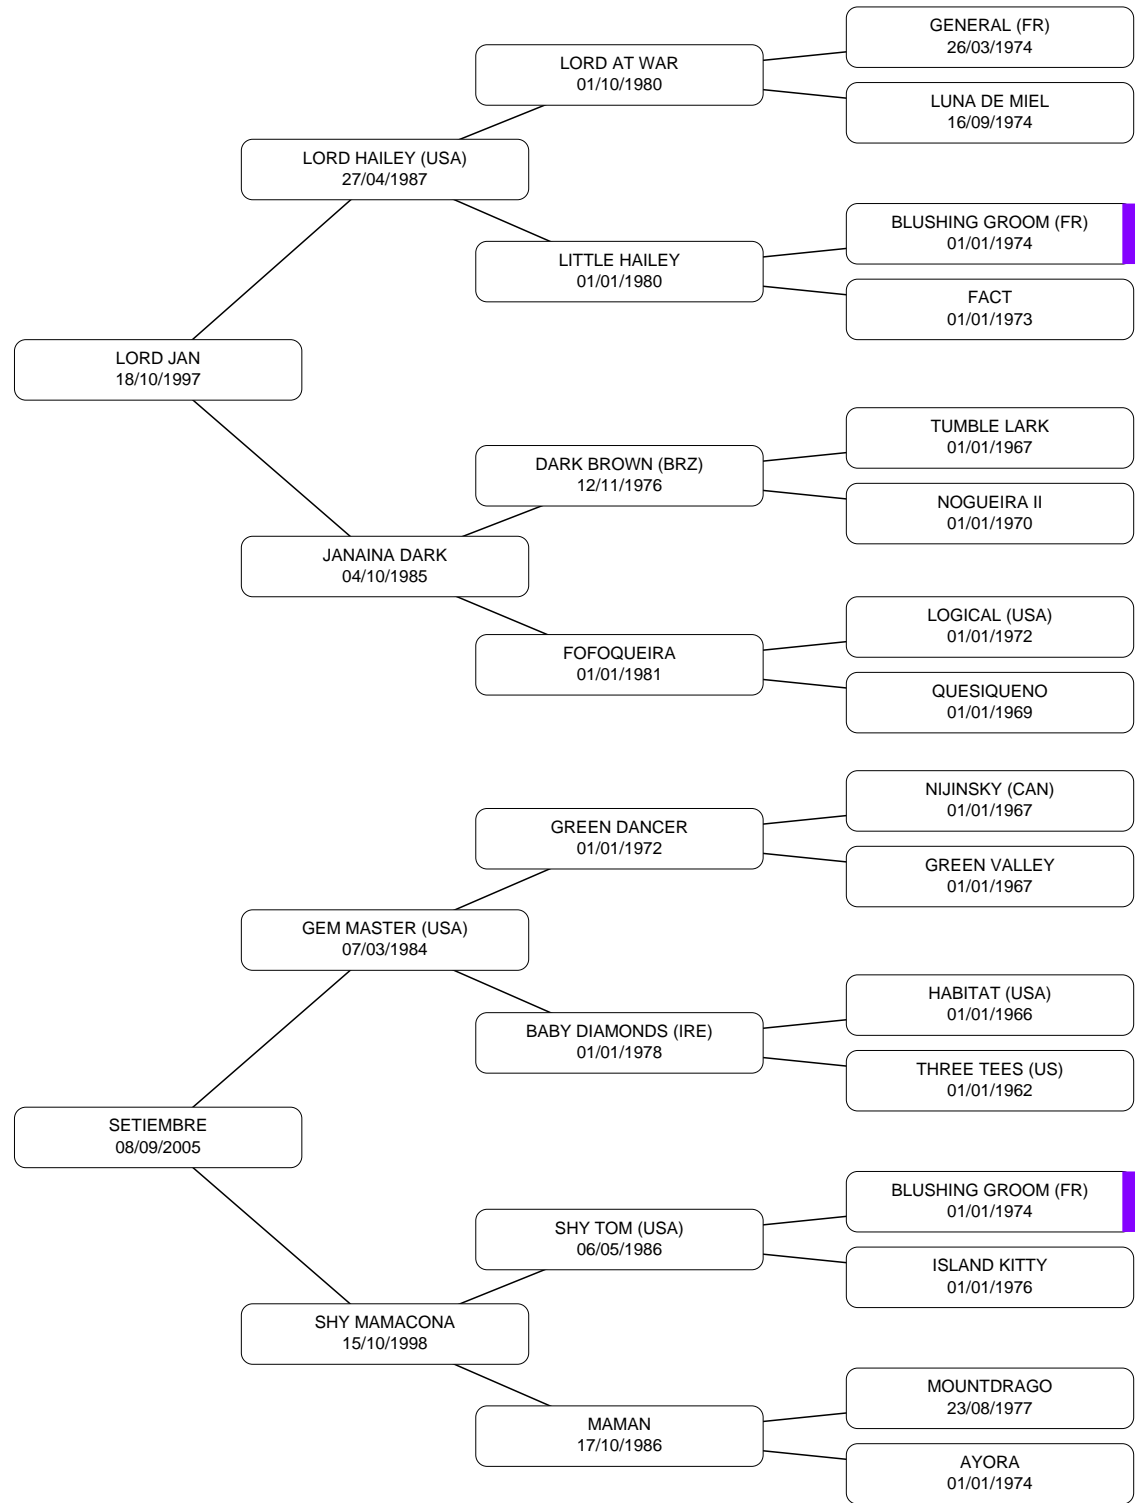 GENERAL (FR)
26/03/1974
LORD AT WAR
01/10/1980
LUNA DE MIEL
16/09/1974
LORD HAILEY (USA)
27/04/1987
BLUSHING GROOM (FR)
01/01/1974
LITTLE HAILEY
01/01/1980
FACT
01/01/1973
LORD JAN
18/10/1997
TUMBLE LARK
01/01/1967
DARK BROWN (BRZ)
12/11/1976
NOGUEIRA II
01/01/1970
JANAINA DARK
04/10/1985
LOGICAL (USA)
01/01/1972
FOFOQUEIRA
01/01/1981
QUESIQUENO
01/01/1969
NIJINSKY (CAN)
01/01/1967
GREEN DANCER
01/01/1972
GREEN VALLEY
01/01/1967
GEM MASTER (USA)
07/03/1984
HABITAT (USA)
01/01/1966
BABY DIAMONDS (IRE)
01/01/1978
THREE TEES (US)
01/01/1962
SETIEMBRE
08/09/2005
BLUSHING GROOM (FR)
01/01/1974
SHY TOM (USA)
06/05/1986
ISLAND KITTY
01/01/1976
SHY MAMACONA
15/10/1998
MOUNTDRAGO
23/08/1977
MAMAN
17/10/1986
AYORA
01/01/1974